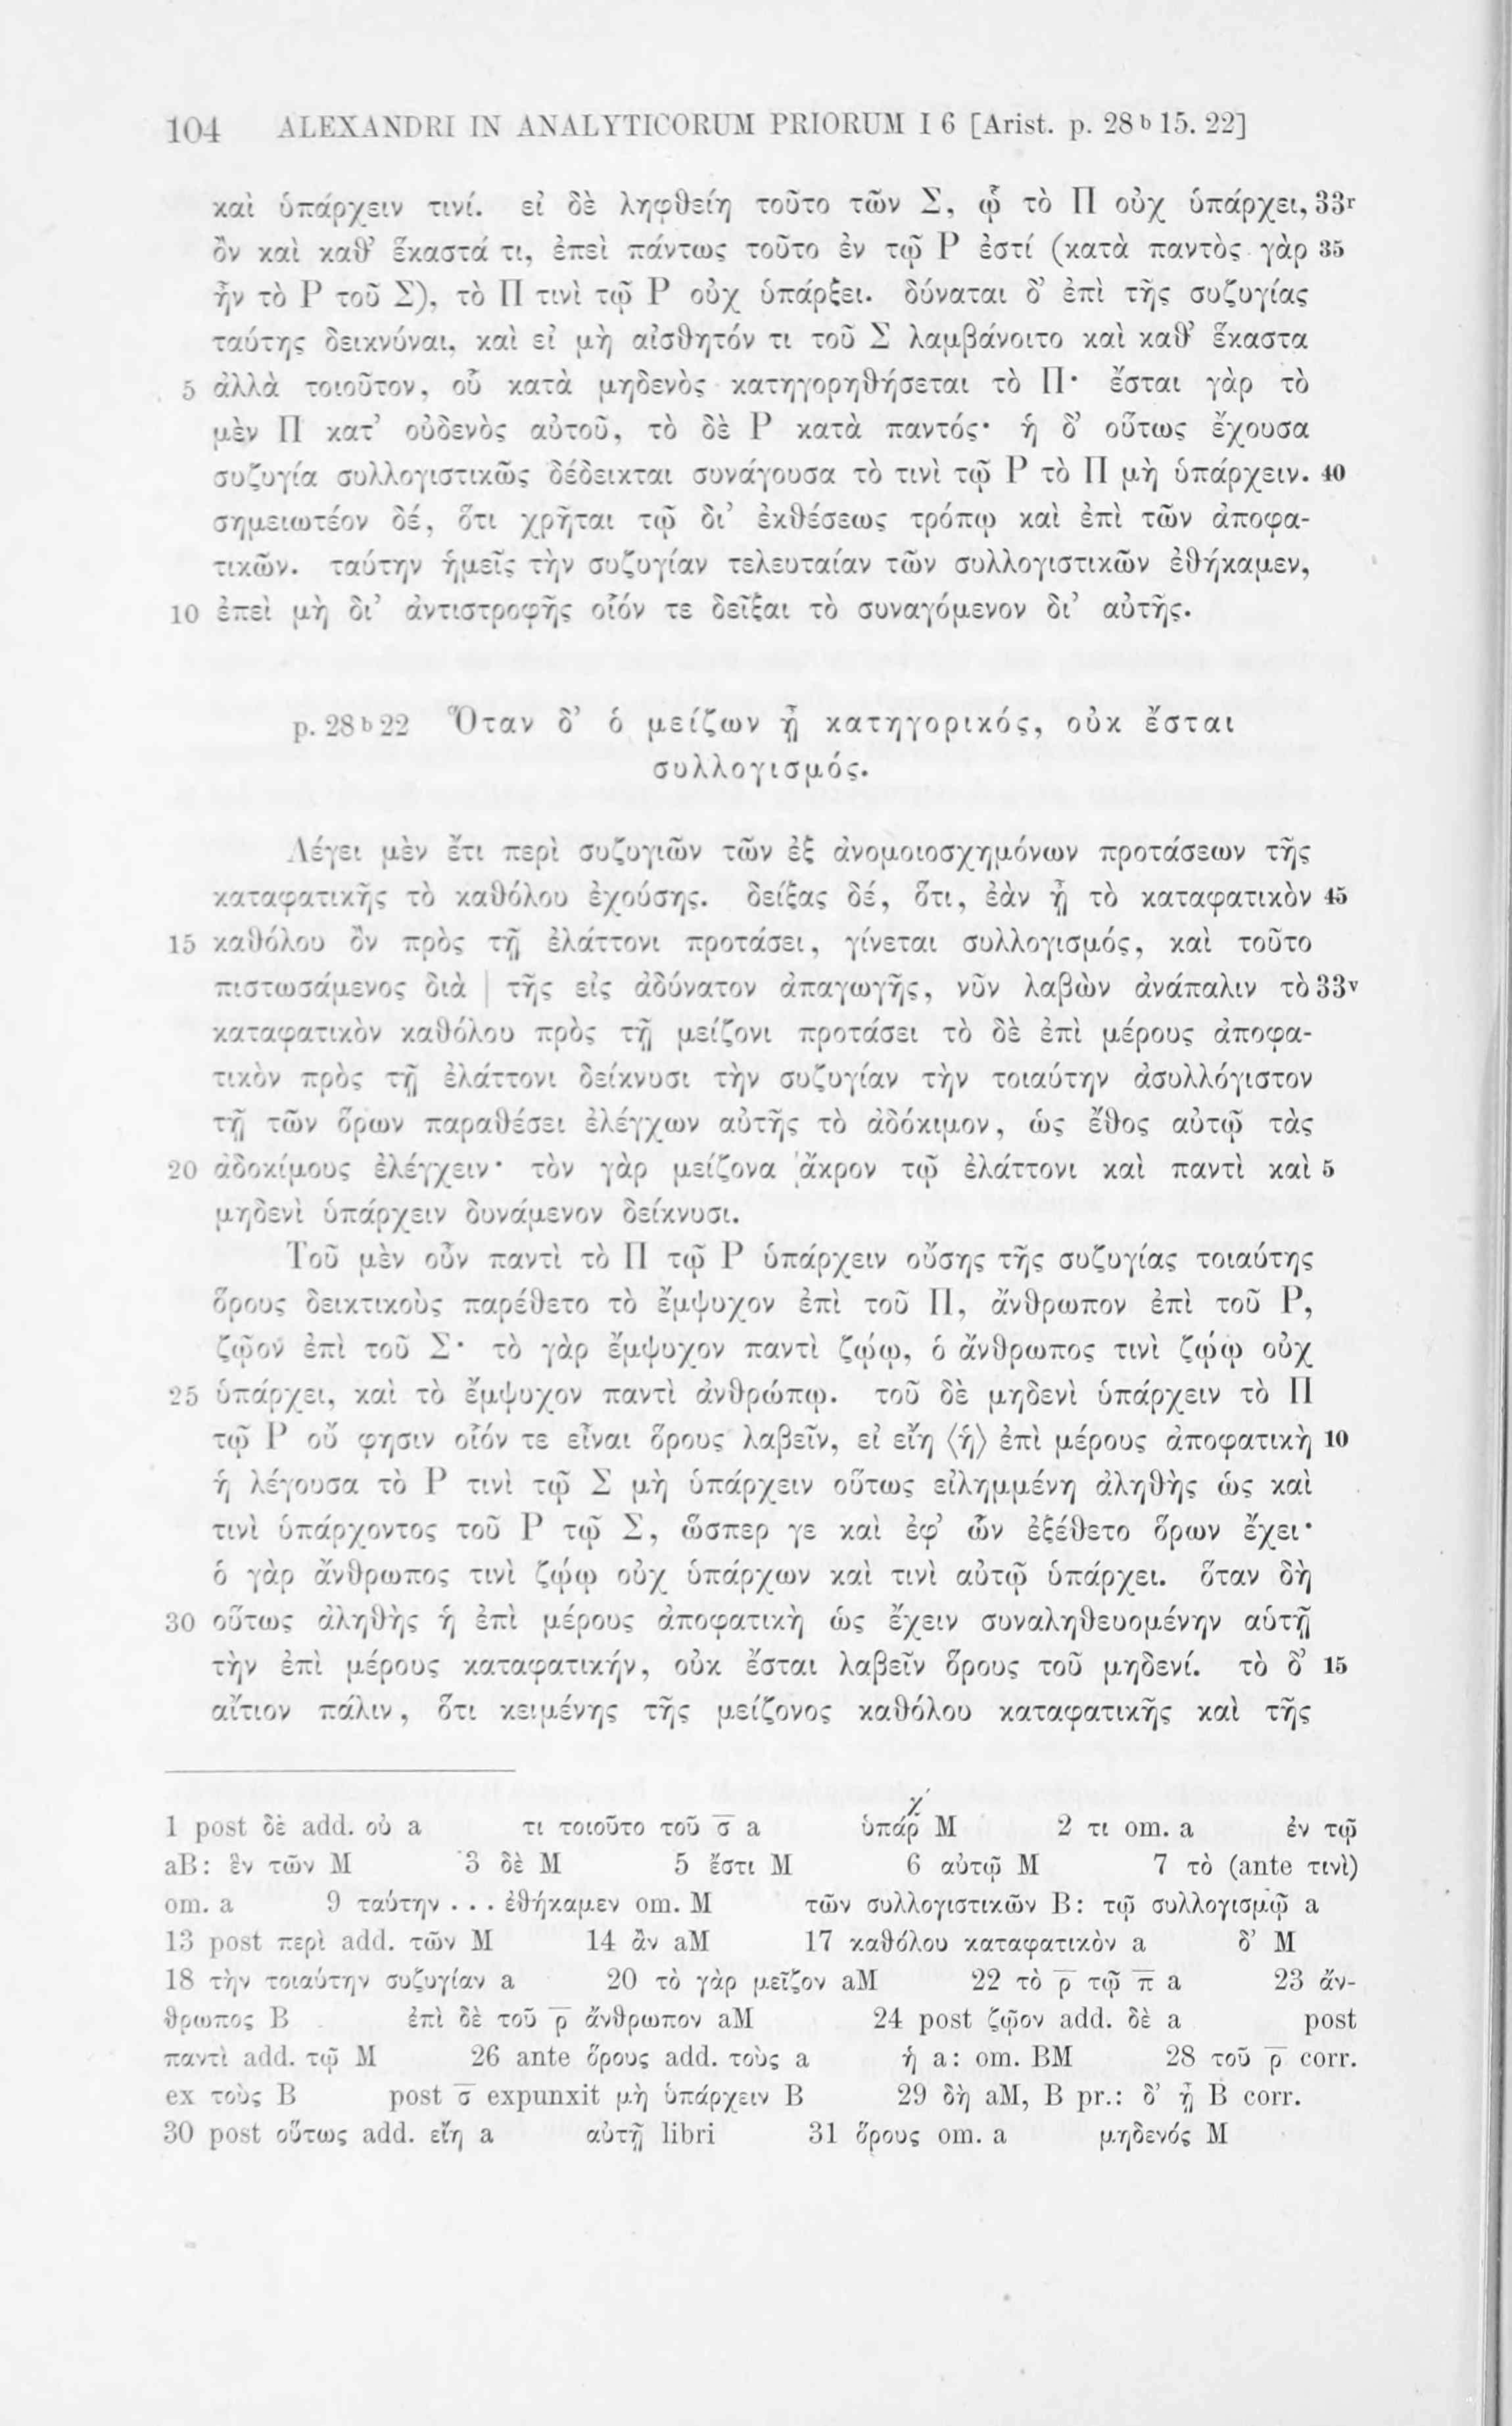 104 ALEXANDRI IN ANALYTICORUM PRIORUM I 6 [Arist. p. 28 b 15. 22]
καὶ ὑπάρχειν τινί. εἰ δὲ ληφθείη τοῦτο τῶν Σ, ᾧ τὸ Π οὐχ ὑπάρχει, 33r
ὂν καὶ καθ’ ἕκαστά τι, ἐπεὶ πάντως τοῦτο ἐν τῷ Ρ ἐστί (κατὰ παντὸς γὰρ 35
ἦν τὸ Ρ τοῦ Σ), τὸ Π τινὶ τῷ Ρ οὐχ ὑπάρξει. δύναται δ’ ἐπὶ τῆς συζυγίας
ταύτης δεικνύναι, καὶ εἰ μὴ αἰσθητόν τι τοῦ Σ λαμβάνοιτο καὶ καθ’ ἕκαστα
5 ἀλλὰ τοιοῦτον, οὗ κατὰ μηδενὸς κατηγορηθήσεται τὸ Π· ἔσται γὰρ τὸ
μὲν Π κατ’ οὐδενὸς αὐτοῦ, τὸ δὲ Ρ κατὰ παντός· ἡ δ’ οὕτως ἔχουσα
συζυγία συλλογιστικῶς δέδεικται συνάγουσα τὸ τινὶ τῷ Ρ τὸ Π μὴ ὑπάρχειν. 40
σημειωτέον δέ, ὅτι χρῆται τῷ δι’ ἐκθέσεως τρόπῳ καὶ ἐπὶ τῶν ἀποφα-
τικῶν. ταύτην ἡμεῖς τὴν συζυγίαν τελευταίαν τῶν συλλογιστικῶν ἐθήκαμεν,
10 ἐπεὶ μὴ δι’ ἀντιστροφῆς οἷόν τε δεῖξαι τὸ συναγόμενον δι’ αὐτῆς.
p. 28 b 22 Ὅταν δ’ ὁ μείζων ᾖ κατηγορικός, οὐκ ἔσται
συλλογισμός.
Λέγει μὲν ἔτι περὶ συζυγιῶν τῶν ἐξ ἀνομοιοσχημόνων προτάσεων τῆς
καταφατικῆς τὸ καθόλου ἐχούσης. δείξας δέ, ὅτι, ἐὰν ᾖ τὸ καταφατικὸν 45
15 καθόλου ὂν πρὸς τῇ ἐλάττονι προτάσει, γίνεται συλλογισμός, καὶ τοῦτο
πιστωσάμενος διὰ | τῆς εἰς ἀδύνατον ἀπαγωγῆς, νῦν λαβὼν ἀνάπαλιν τὸ 33v
καταφατικὸν καθόλου πρὸς τῇ μείζονι προτάσει τὸ δὲ ἐπὶ μέρους ἀποφα-
τικὸν πρὸς τῇ ἐλάττονι δείκνυσι τὴν συζυγίαν τὴν τοιαύτην ἀσυλλόγιστον
τῇ τῶν ὅρων παραθέσει ἐλέγχων αὐτῆς τὸ ἀδόκιμον, ὡς ἔθος αὐτῷ τὰς
20 ἀδοκίμους ἐλέγχειν· τὸν γὰρ μείζονα ἄκρον τῷ ἐλάττονι καὶ παντὶ καὶ 5
μηδενὶ ὑπάρχειν δυνάμενον δείκνυσι.
Τοῦ μὲν οὖν παντὶ τὸ Π τῷ Ρ ὑπάρχειν οὔσης τῆς συζυγίας τοιαύτης
ὅρους δεικτικοὺς παρέθετο τὸ ἔμψυχον ἐπὶ τοῦ Π, ἄνθρωπον ἐπὶ τοῦ Ρ,
ζῷον ἐπὶ τοῦ Σ· τὸ γὰρ ἔμψυχον παντὶ ζῴῳ, ὁ ἄνθρωπος τινὶ ζῴῳ οὐχ
25 ὑπάρχει, καὶ τὸ ἔμψυχον παντὶ ἀνθρώπῳ. τοῦ δὲ μηδενὶ ὑπάρχειν τὸ Π
τῷ Ρ οὔ φησιν οἷόν τε εἶναι ὅρους λαβεῖν, εἰ εἴη ⟨ἡ⟩ ἐπὶ μέρους ἀποφατικὴ 10
ἡ λέγουσα τὸ Ρ τινὶ τῷ Σ μὴ ὑπάρχειν οὕτως εἰλημμένη ἀληθὴς ὡς καὶ
τινὶ ὑπάρχοντος τοῦ Ρ τῷ Σ, ὥσπερ γε καὶ ἐφ’ ὧν ἐξέθετο ὅρων ἔχει·
ὁ γὰρ ἄνθρωπος τινὶ ζῴῳ οὐχ ὑπάρχων καὶ τινὶ αὐτῷ ὑπάρχει. ὅταν δὴ
30 οὕτως ἀληθὴς ἡ ἐπὶ μέρους ἀποφατικὴ ὡς ἔχειν συναληθευομένην αὑτῇ
τὴν ἐπὶ μέρους καταφατικήν, οὐκ ἔσται λαβεῖν ὅρους τοῦ μηδενί. τὸ δ’ 15
αἴτιον πάλιν, ὅτι κειμένης τῆς μείζονος καθόλου καταφατικῆς καὶ τῆς
1 post δὲ add. οὐ a τι τοιοῦτο τοῦ σ̅ a ὑπάρχ́ M 2 τι om. a ἐν τῷ
aB: ἓν τῶν M 3 δὲ M 5 ἔστι M 6 αὐτῷ M 7 τὸ (ante τινὶ)
om. a 9 ταύτην . . . ἐθήκαμεν om. M τῶν συλλογιστικῶν B: τῷ συλλογισμῷ a
13 post περὶ add. τῶν M 14 ἂν aM 17 καθόλου καταφατικὸν a δ’ M
18 τὴν τοιαύτην συζυγίαν a 20 τὸ γὰρ μεῖζον aM 22 τὸ ρ̅ τῷ π̅ a 23 ἄν-
θρωπος B ἐπὶ δὲ τοῦ ρ̅ ἄνθρωπον aM 24 post ζῷον add. δὲ a post
παντὶ add. τῷ M 26 ante ὅρους add. τοὺς a ἡ a: om. BM 28 τοῦ ρ̅ corr.
ex τοὺς B post σ̅ expunxit μὴ ὑπάρχειν B 29 δὴ aM, B pr.: δ’ ᾖ B corr.
30 post οὕτως add. εἴη a αὐτῇ libri 31 ὅρους om. a μηδενός M